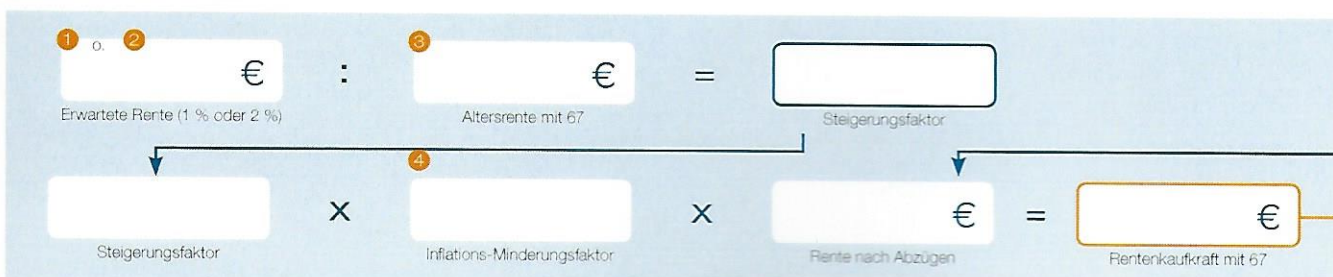 1 o. 2 € : 3 € =
Erwartete Rente (1 % oder 2 %) Altersrente mit 67 Steigerungsfaktor
4
x x € = €
Steigerungsfaktor Inflations-Minderungsfaktor Rente nach Abzügen Rentenkaufkraft mit 67